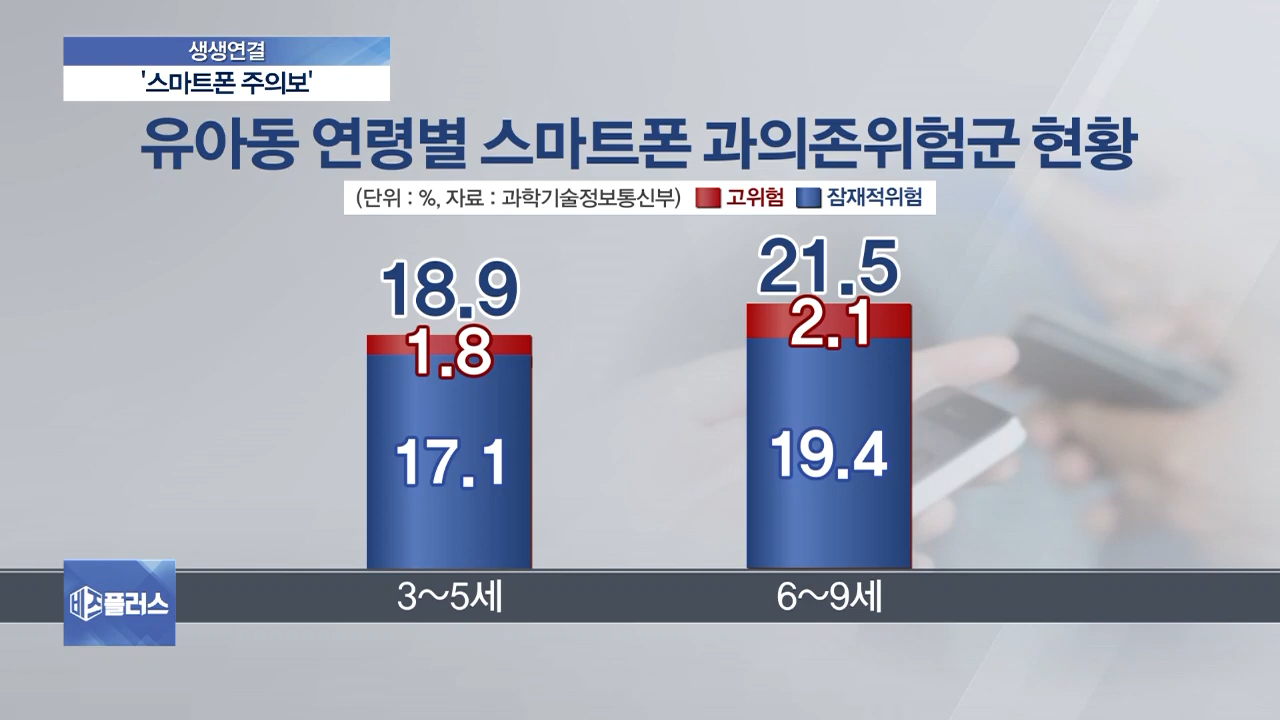 생생연결
'스마트폰 주의보'
유아동 연령별 스마트폰 과의존위험군 현황
(단위 : %, 자료 : 과학기술정보통신부) 고위험 잠재적위험
18.9
1.8
17.1
21.5
2.1
19.4
3~5세
6~9세
플러스